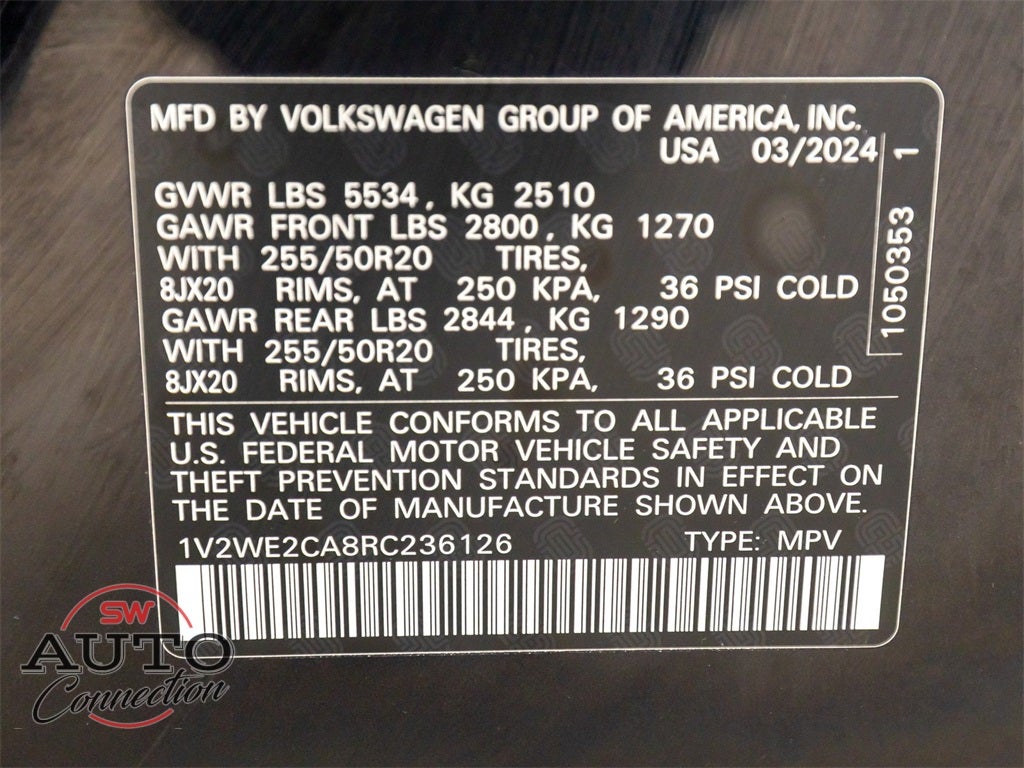 MFD BY VOLKSWAGEN GROUP OF AMERICA, INC.
USA 03/2024
GVWR LBS 5534, KG 2510
GAWR FRONT LBS 2800, KG 1270
WITH 255/50R20 TIRES,
8JX20 RIMS, AT 250 KPA, 36 PSI COLD
GAWR REAR LBS 2844, KG 1290
WITH 255/50R20 TIRES,
8JX20 RIMS, AT 250 KPA, 36 PSI COLD
1050353 1
THIS VEHICLE CONFORMS TO ALL APPLICABLE
U.S. FEDERAL MOTOR VEHICLE SAFETY AND
THEFT PREVENTION STANDARDS IN EFFECT ON
THE DATE OF MANUFACTURE SHOWN ABOVE.
1V2WE2CA8RC236126 TYPE: MPV
SW
AUTO
Connection